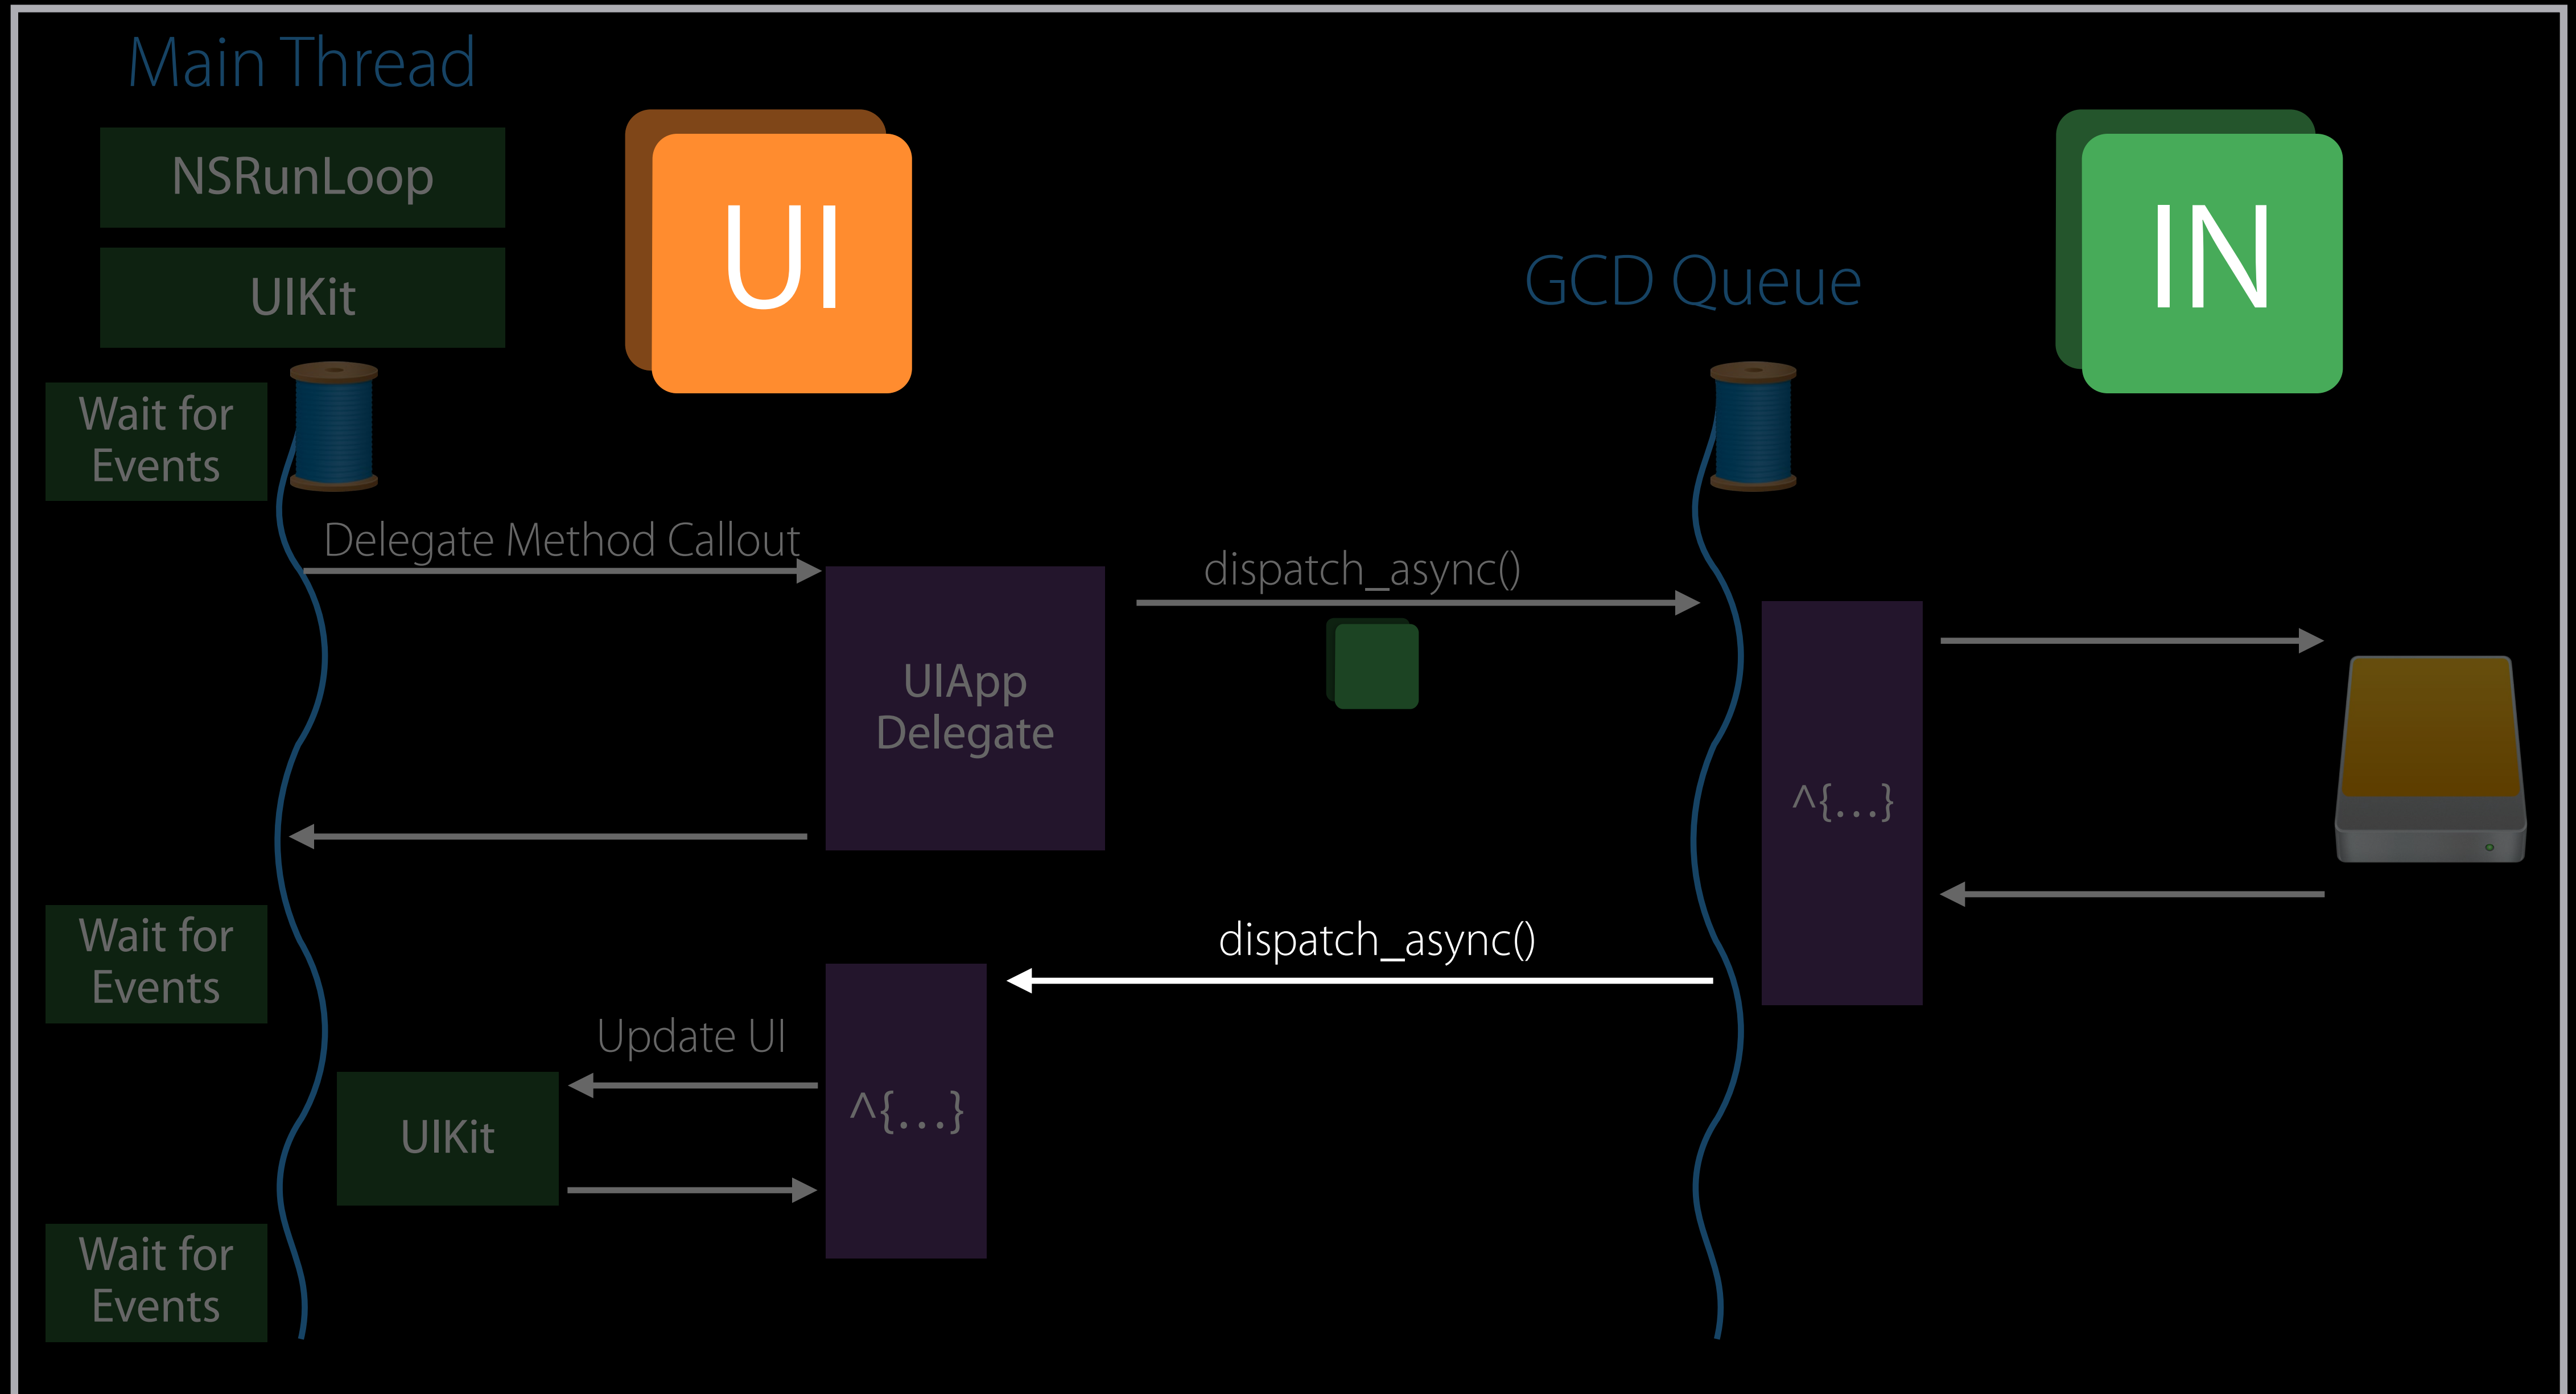 Main Thread
NSRunLoop
UIKit
UI
GCD Queue
IN
Wait for
Events
Delegate Method Callout
dispatch_async()
UIApp
Delegate
^{...}
Wait for
Events
dispatch_async()
Update UI
UIKit
^{...}
Wait for
Events